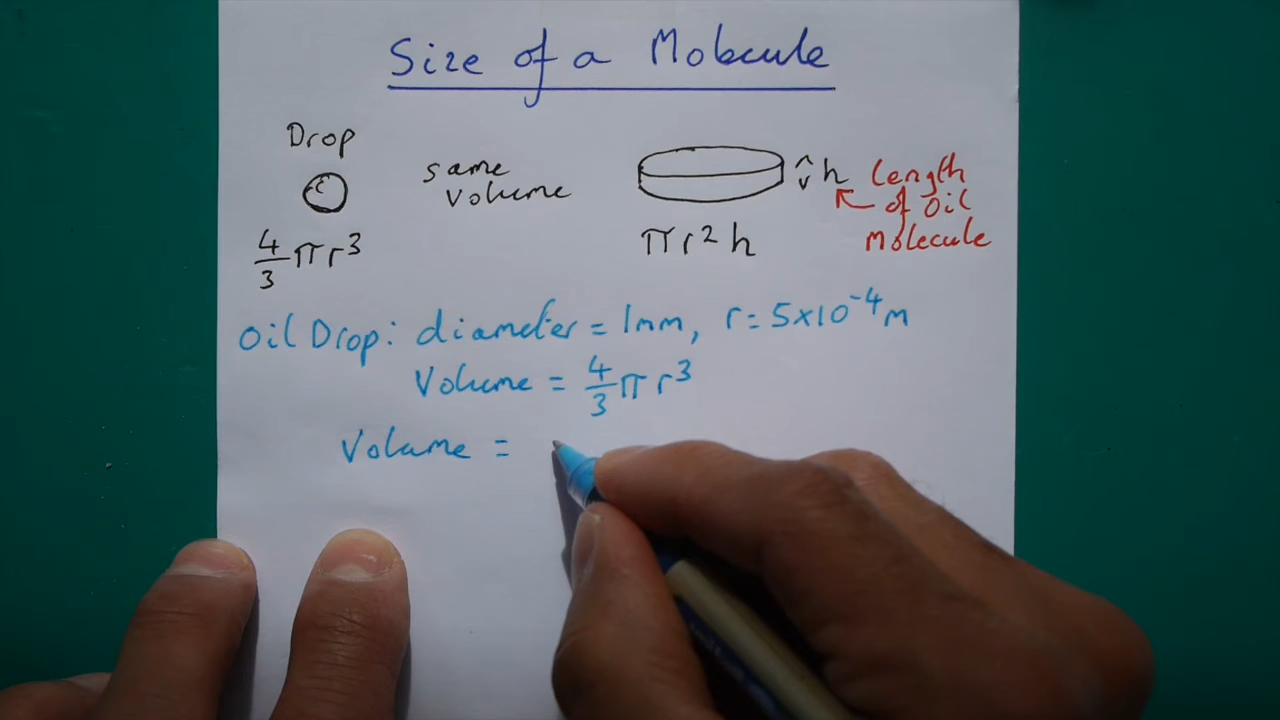 Size of a Molecule
Drop
same
volume
h
Length
of Oil
Molecule
4/3 πr³
πr²h
Oil Drop: diameter = 1mm, r = 5×10⁻⁴m
Volume = 4/3 πr³
Volume =